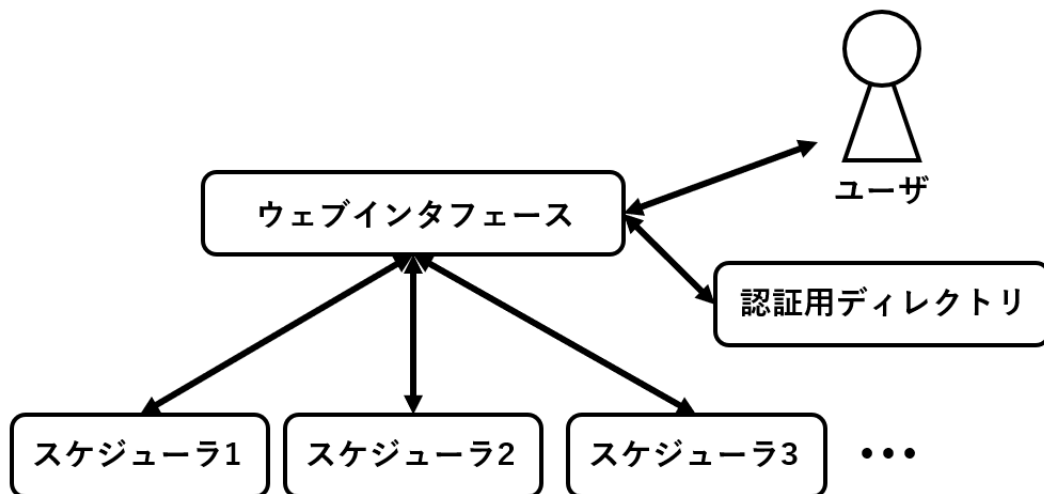 ユーザ
ウェブインタフェース
認証用ディレクトリ
スケジューラ1
スケジューラ2
スケジューラ3
•••